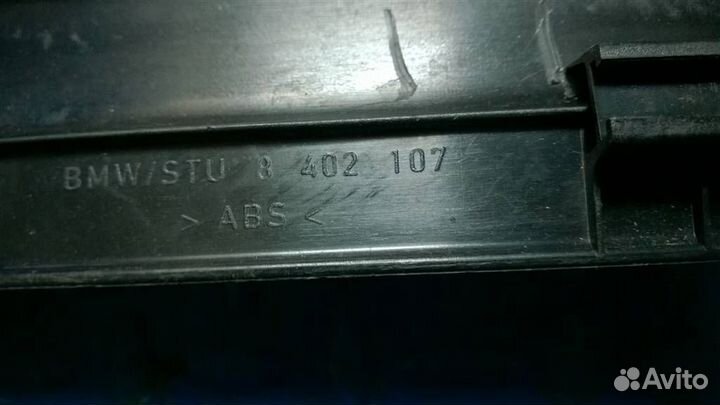 BMW/STU 8 402 107
> ABS <
Avito